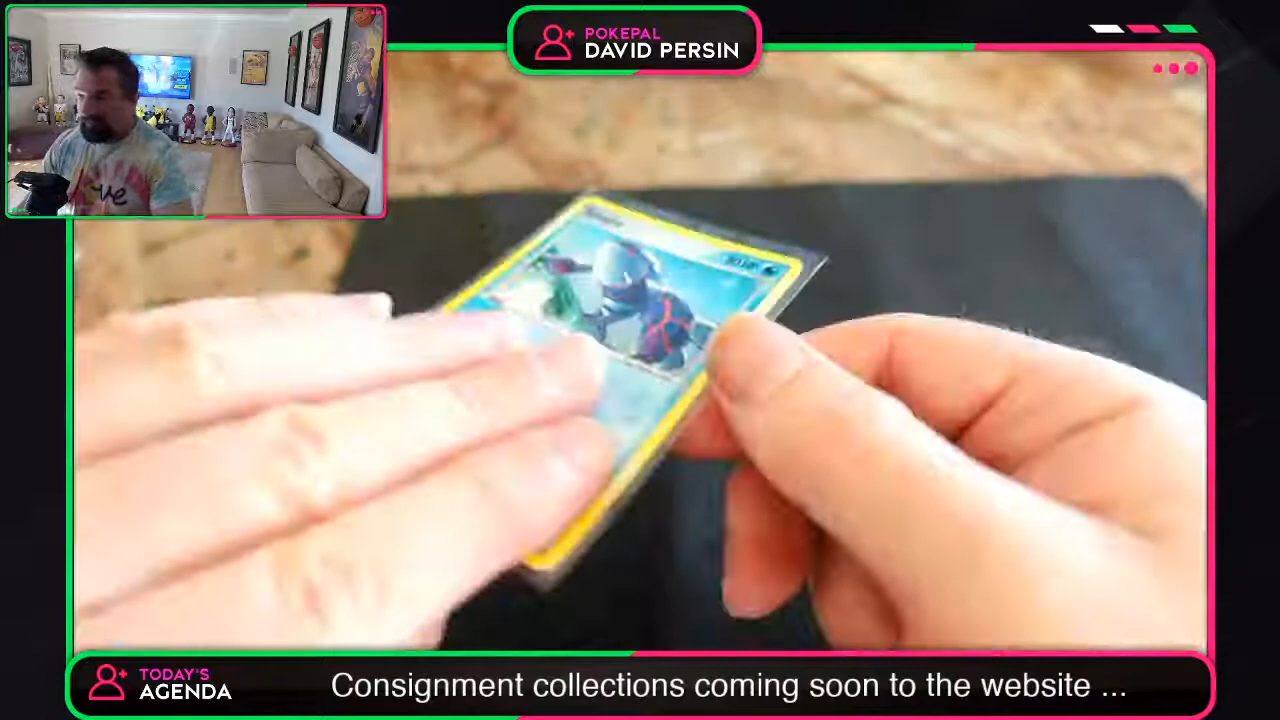 POKEPAL
DAVID PERSIN
TODAY'S
AGENDA
Consignment collections coming soon to the website ...